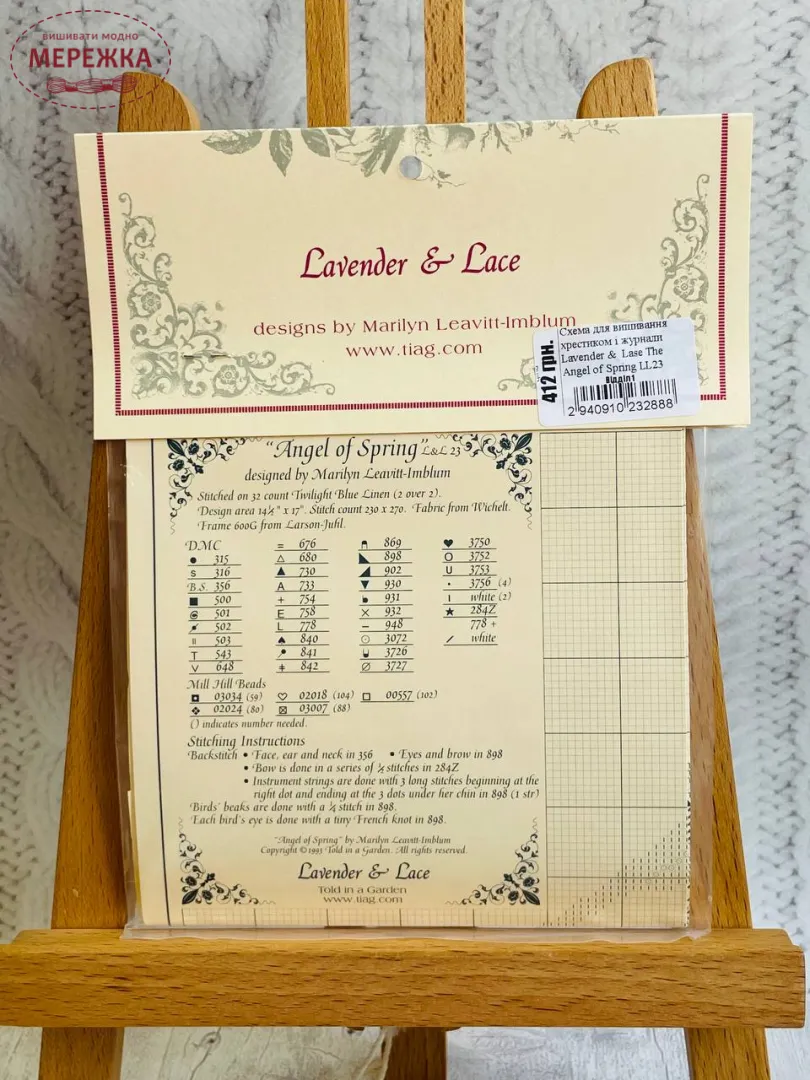 вишивати модно
МЕРЕЖКА
Lavender & Lace
designs by Marilyn Leavitt-Imblum
www.tiag.com
412 грн.
Схема для вишивання
хрестиком і журнали
Lavender & Lase The
Angel of Spring LL23
Відділ 1
2 940910 232888
"Angel of Spring" L&L 23
designed by Marilyn Leavitt-Imblum
Stitched on 32 count Twilight Blue Linen (2 over 2).
Design area 14½" x 17". Stitch count 230 x 270. Fabric from Wichelt.
Frame 600G from Larson-Juhl.
DMC
● 315
S 316
B.S. 356
■ 500
501
502
II 503
T 543
V 648
= 676
△ 680
▲ 730
A 733
+ 754
E 758
L 778
♠ 840
841
842
869
◣ 898
◢ 902
▼ 930
931
× 932
− 948
⊙ 3072
3726
∅ 3727
♥ 3750
O 3752
U 3753
• 3756 (4)
I white (2)
★ 284Z
778 +
/ white
Mill Hill Beads
03034 (59) ♡ 02018 (104) □ 00557 (102)
❖ 02024 (80) ⊠ 03007 (88)
() indicates number needed.
Stitching Instructions
Backstitch • Face, ear and neck in 356 • Eyes and brow in 898
• Bow is done in a series of ¼ stitches in 284Z
• Instrument strings are done with 3 long stitches beginning at the
right dot and ending at the 3 dots under her chin in 898 (1 str)
Birds' beaks are done with a ¼ stitch in 898.
Each bird's eye is done with a tiny French knot in 898.
"Angel of Spring" by Marilyn Leavitt-Imblum
Copyright © 1993 Told in a Garden. All rights reserved.
Lavender & Lace
Told in a Garden
www.tiag.com